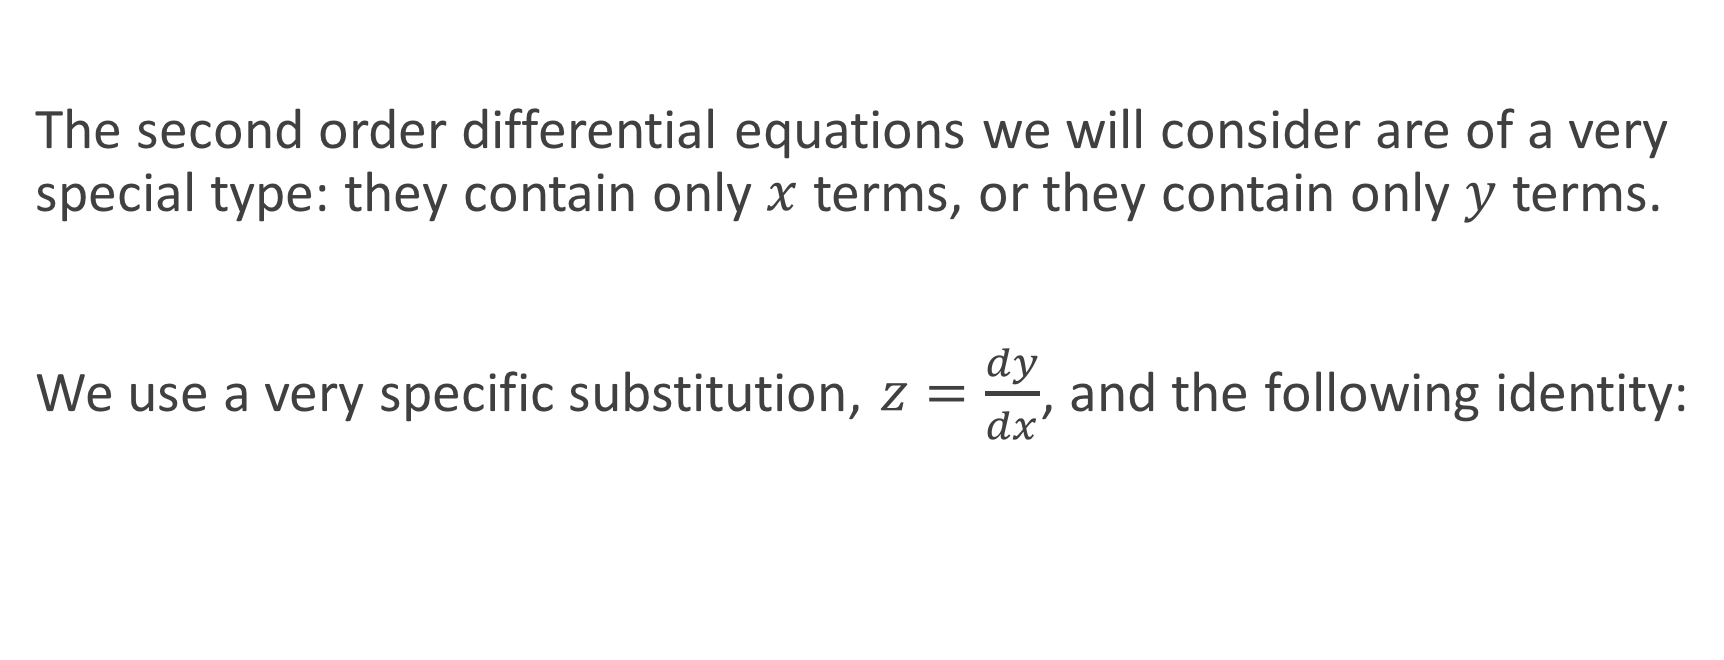 The second order differential equations we will consider are of a very
special type: they contain only x terms, or they contain only y terms.
We use a very specific substitution, z = dy/dx, and the following identity: